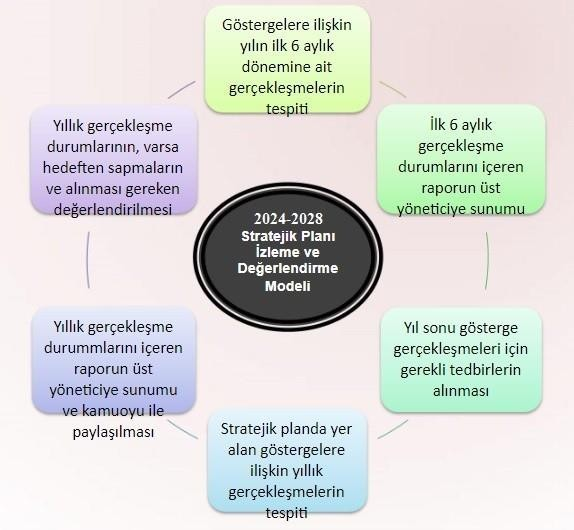 Göstergelere ilişkin
yılın ilk 6 aylık
dönemine ait
gerçekleşmelerin
tespiti
İlk 6 aylık
gerçekleşme
durumlarını içeren
raporun üst
yöneticiye sunumu
Yıl sonu gösterge
gerçekleşmeleri için
gerekli tedbirlerin
alınması
Stratejik planda yer
alan göstergelere
ilişkin yıllık
gerçekleşmelerin
tespiti
Yıllık gerçekleşme
durummlarını içeren
raporun üst
yöneticiye sunumu
ve kamuoyu ile
paylaşılması
Yıllık gerçekleşme
durumlarının, varsa
hedeften sapmaların
ve alınması gereken
değerlendirilmesi
2024-2028
Stratejik Planı
İzleme ve
Değerlendirme
Modeli